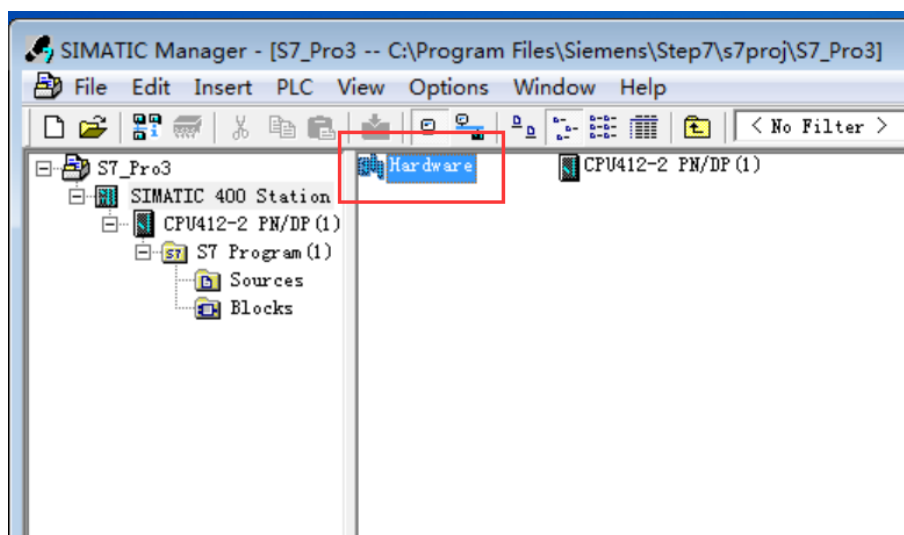 SIMATIC Manager - [S7_Pro3 -- C:\Program Files\Siemens\Step7\s7proj\S7_Pro3]
File Edit Insert PLC View Options Window Help
< No Filter >
S7_Pro3
SIMATIC 400 Station
CPU412-2 PN/DP(1)
S7 Program(1)
Sources
Blocks
Hardware
CPU412-2 PN/DP(1)